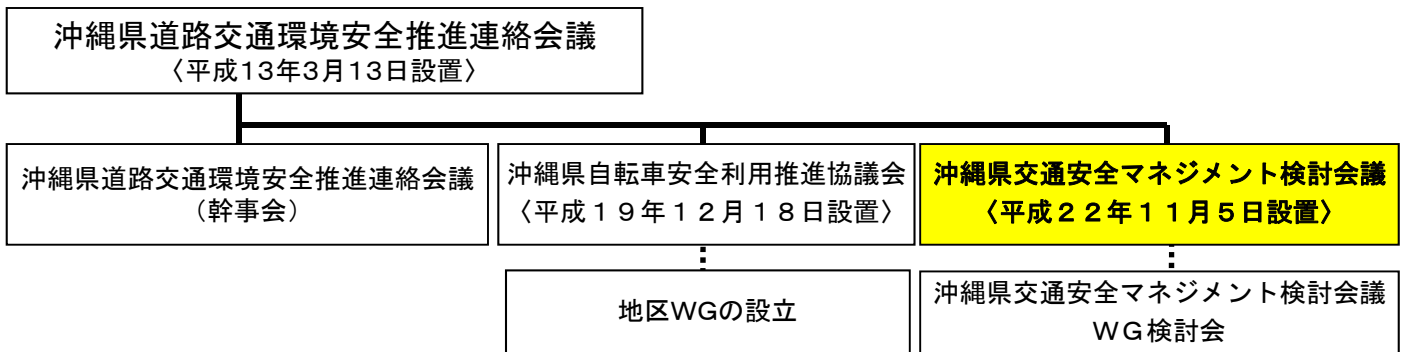 沖縄県道路交通環境安全推進連絡会議
〈平成13年3月13日設置〉
沖縄県道路交通環境安全推進連絡会議
（幹事会）
沖縄県自転車安全利用推進協議会
〈平成１９年１２月１８日設置〉
沖縄県交通安全マネジメント検討会議
〈平成２２年１１月５日設置〉
地区WGの設立
沖縄県交通安全マネジメント検討会議
ＷＧ検討会